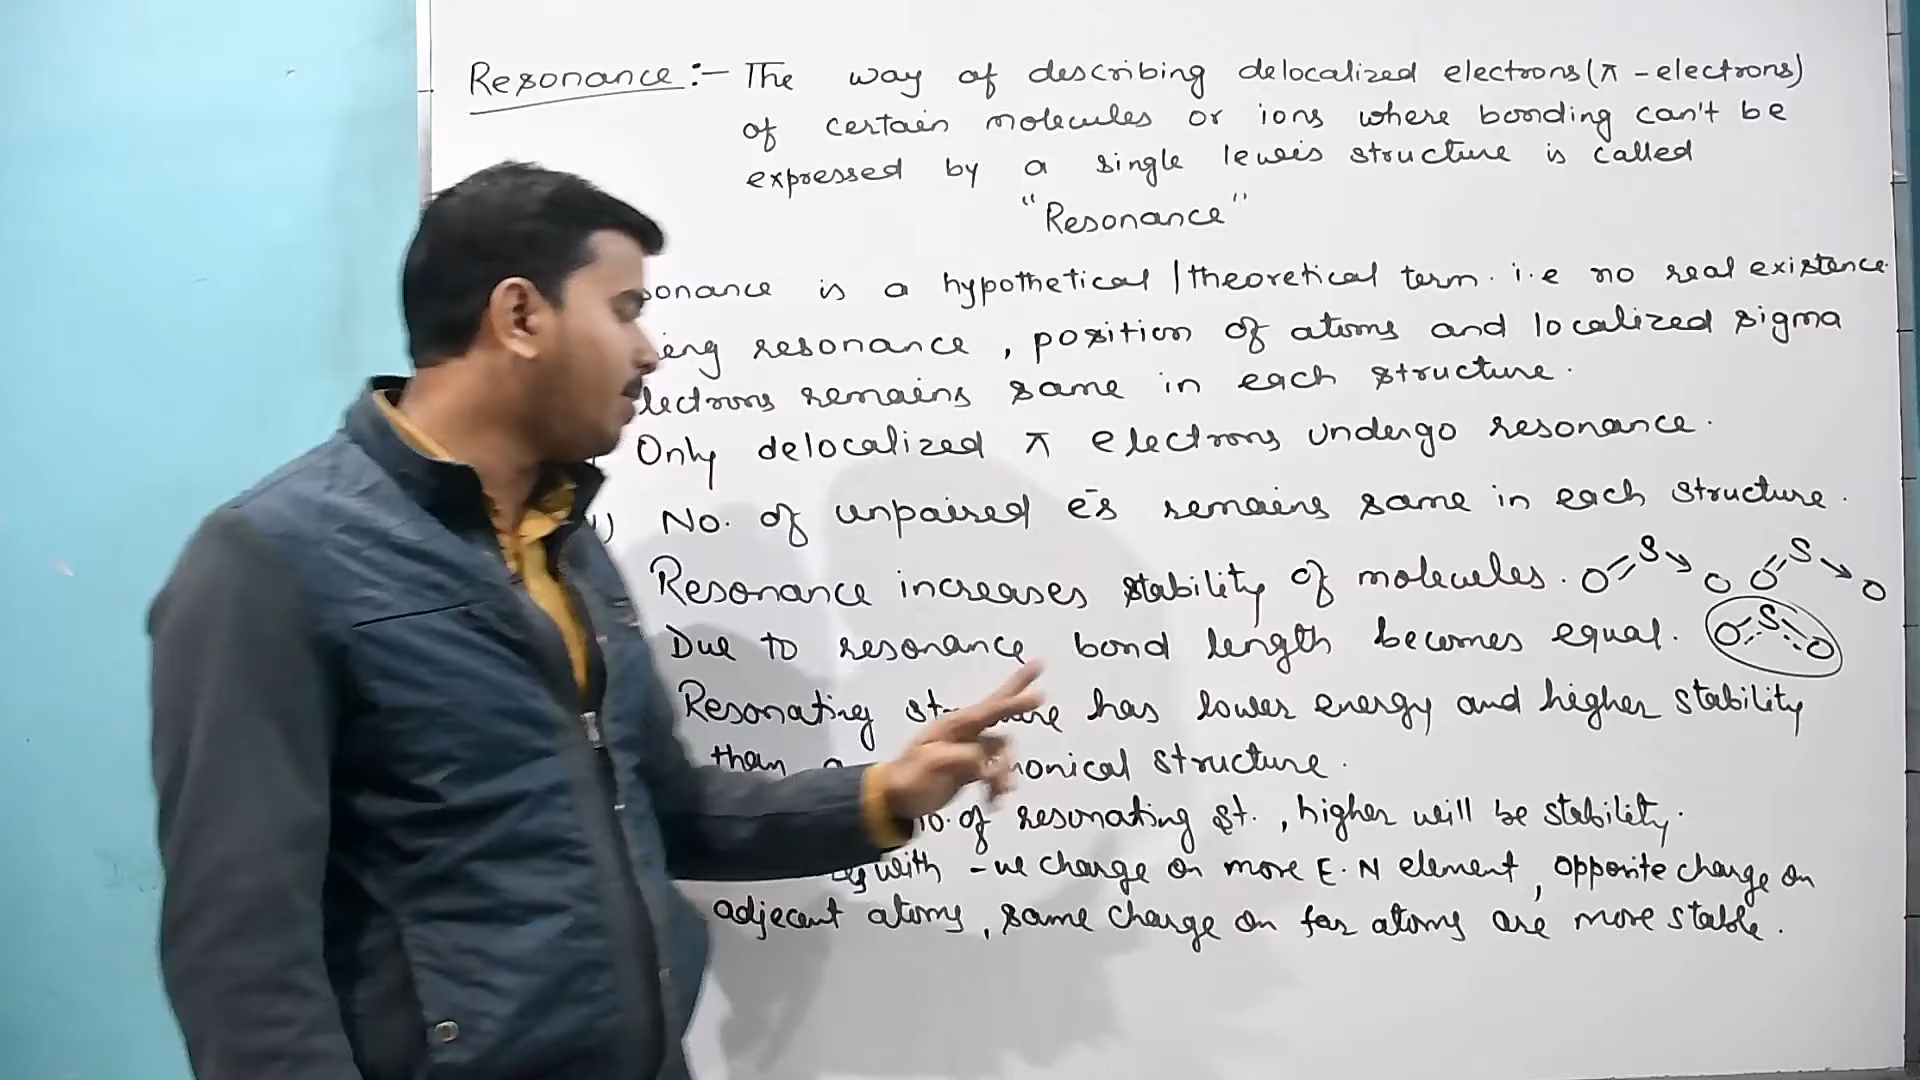 Resonance :- The way of describing delocalized electrons (π - electrons)
of certain molecules or ions where bonding can't be
expressed by a single lewis structure is called
"Resonance"
sonance is a hypothetical / theoretical term. i.e no real existence.
ing resonance, position of atoms and localized sigma
lectrons remains same in each structure.
Only delocalized π electrons undergo resonance.
No. of unpaired e⁻s remains same in each structure.
Resonance increases stability of molecules. O=S→O O=S→O
Due to resonance bond length becomes equal. O S O
Resonating has lower energy and higher stability
than nonical structure.
no. of resonating st., higher will be stability.
with -ve charge on more E.N element, opposite charge on
adjecent atoms, same charge on far atoms are more stable.